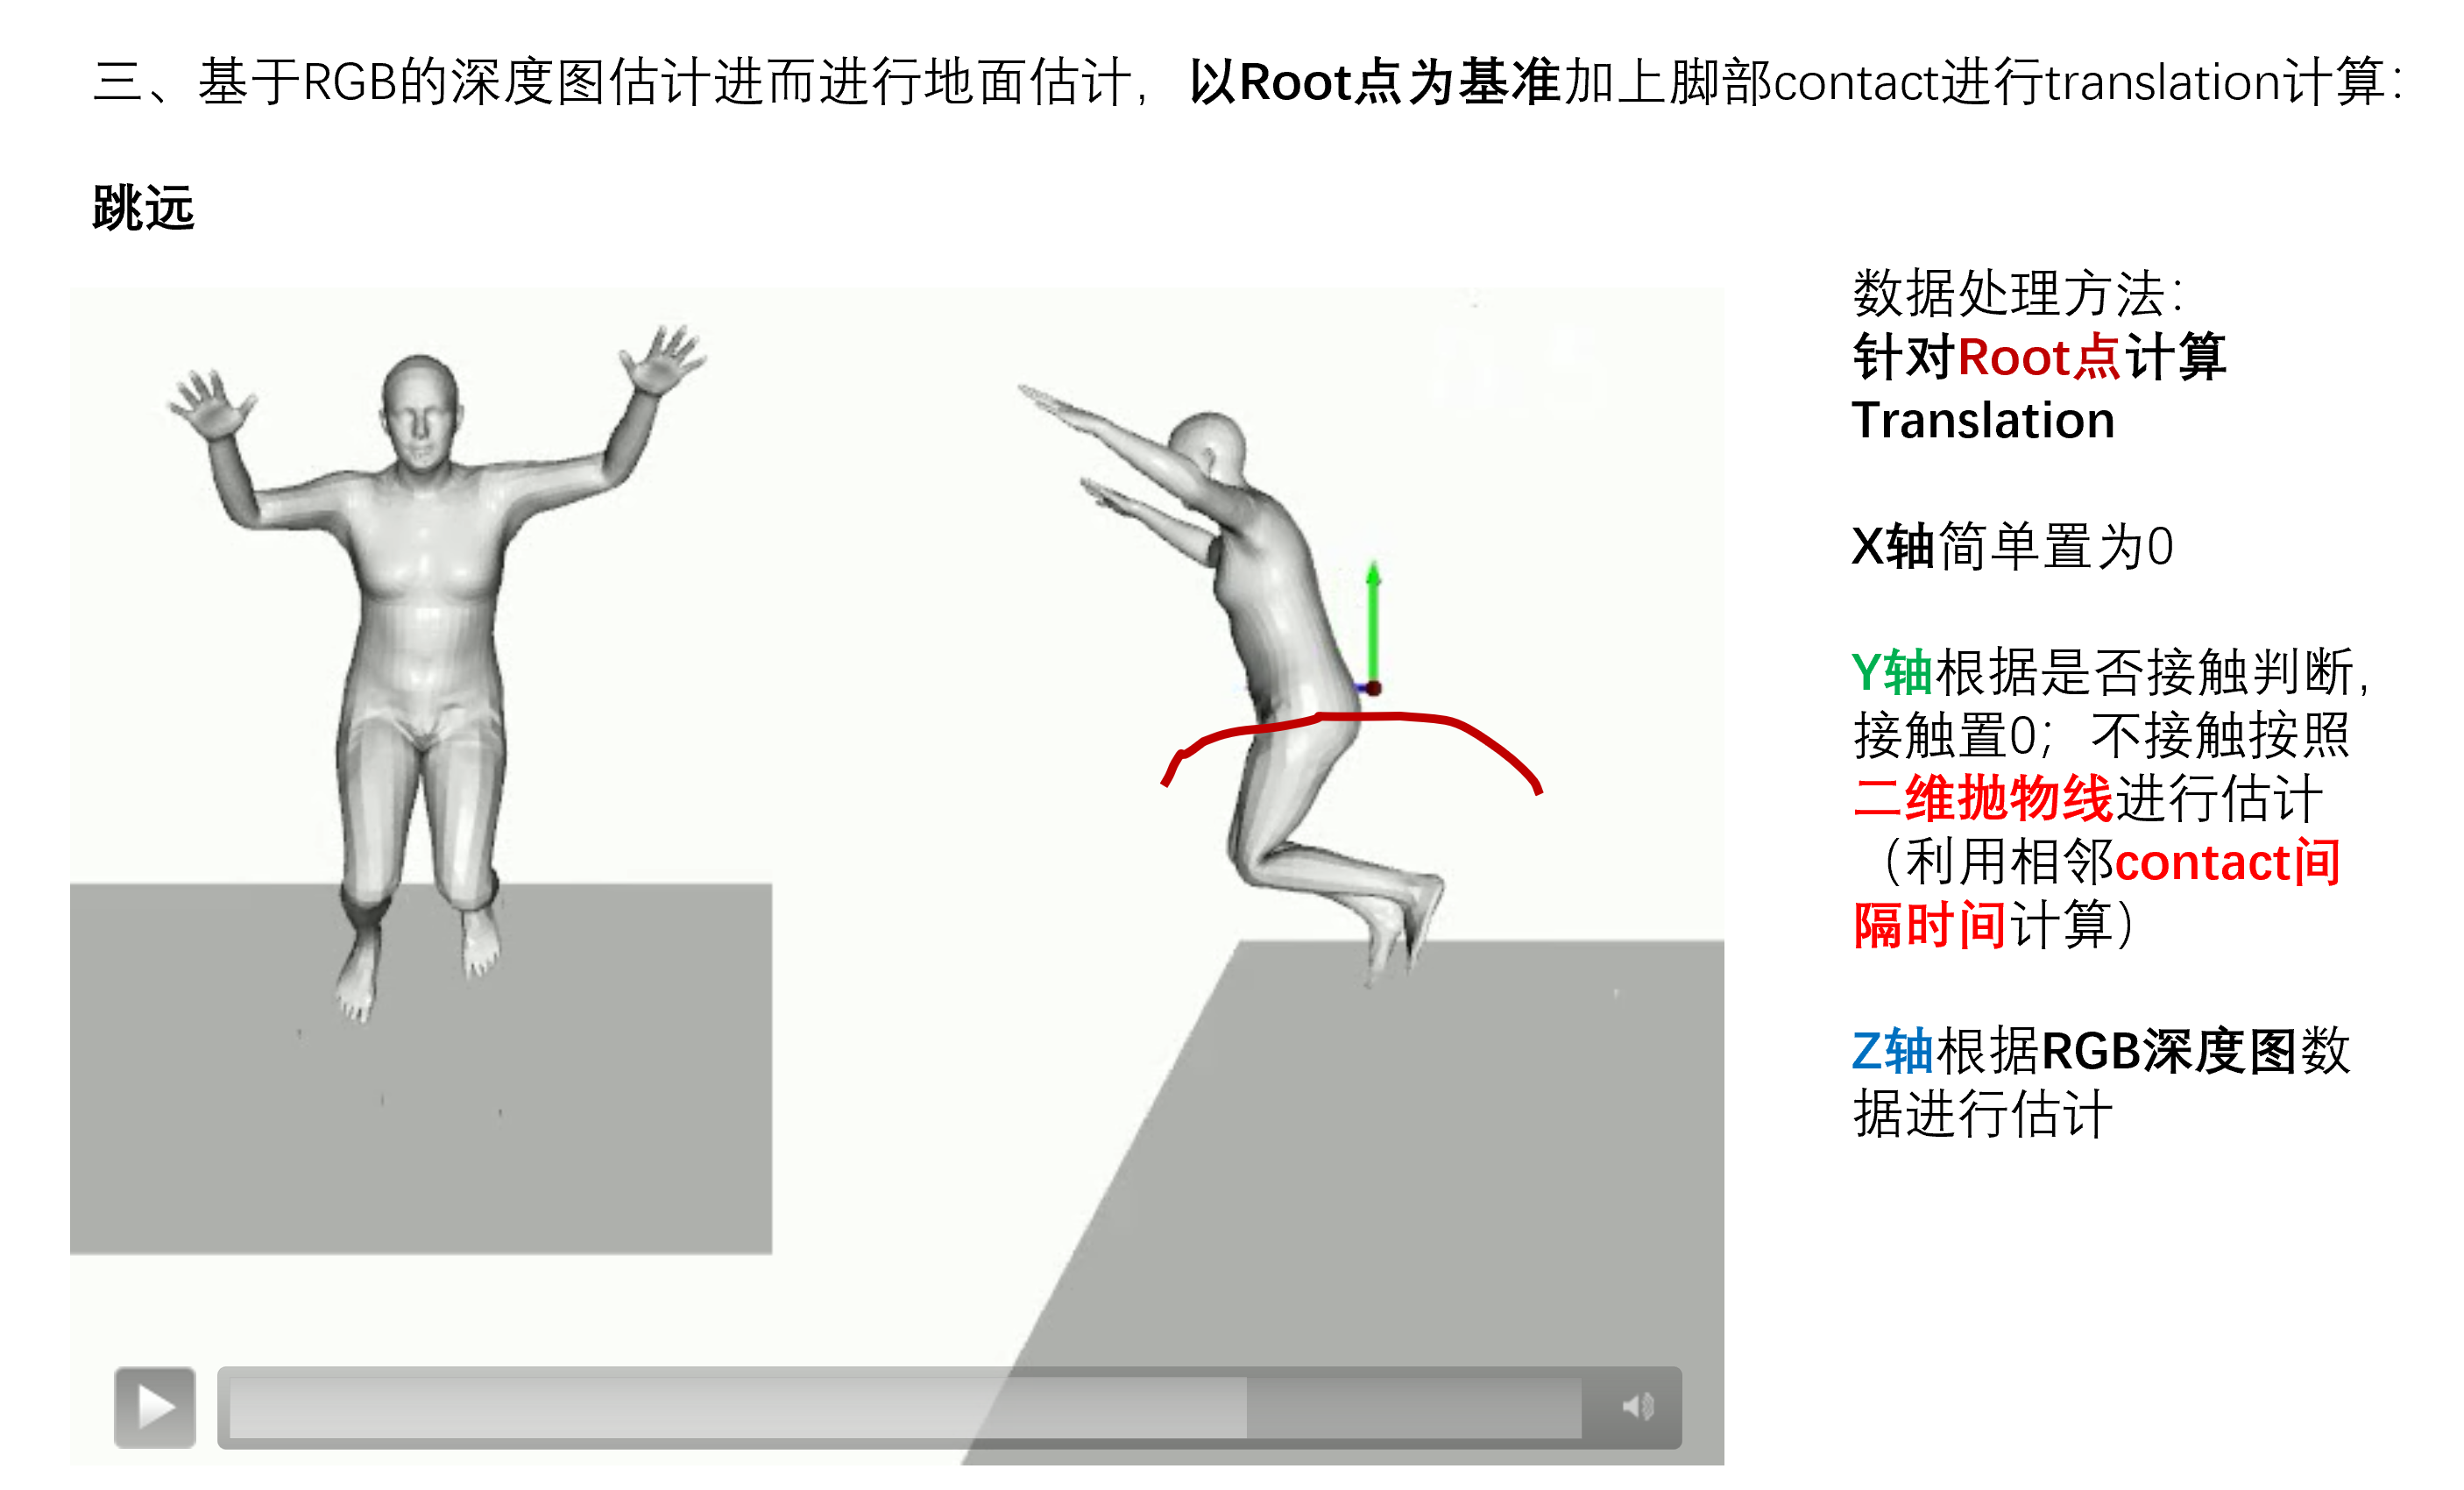 三、基于RGB的深度图估计进而进行地面估计，以Root点为基准加上脚部contact进行translation计算：
跳远
数据处理方法：
针对Root点计算
Translation
X轴简单置为0
Y轴根据是否接触判断，
接触置0；不接触按照
二维抛物线进行估计
（利用相邻contact间
隔时间计算）
Z轴根据RGB深度图数
据进行估计